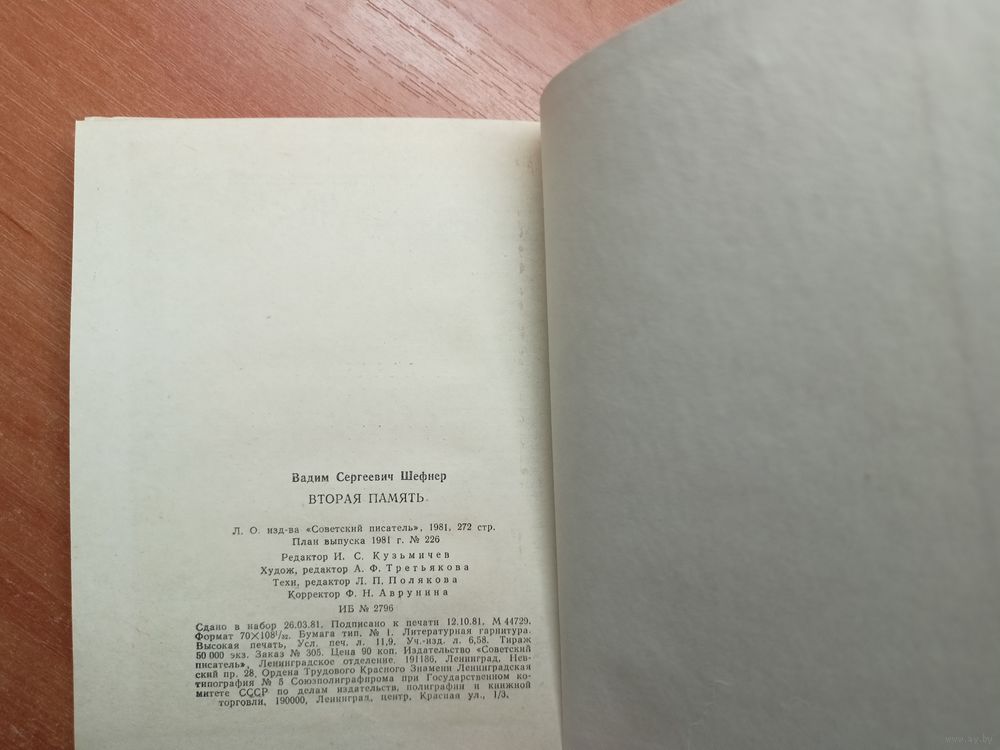 Вадим Сергеевич Шефнер
ВТОРАЯ ПАМЯТЬ
Л. О. изд-ва «Советский писатель», 1981, 272 стр.
План выпуска 1981 г. № 226
Редактор И. С. Кузьмичев
Худож, редактор А. Ф. Третьякова
Техн, редактор Л. П. Полякова
Корректор Ф. Н. Аврунина
ИБ № 2796
Сдано в набор 26.03.81. Подписано к печати 12.10.81. М 44729.
Формат 70×108¹/₃₂. Бумага тип. № 1. Литературная гарнитура.
Высокая печать, Усл. печ. л. 11,9. Уч.-изд. л. 6,58. Тираж
50 000 экз. Заказ № 305. Цена 90 коп. Издательство «Советский
писатель», Ленинградское отделение. 191186, Ленинград, Нев-
ский пр. 28. Ордена Трудового Красного Знамени Ленинградская
типография № 5 Союзполиграфпрома при Государственном ко-
митете СССР по делам издательств, полиграфии и книжной
торговли, 190000, Ленинград, центр, Красная ул., 1/3.
www.ay.by